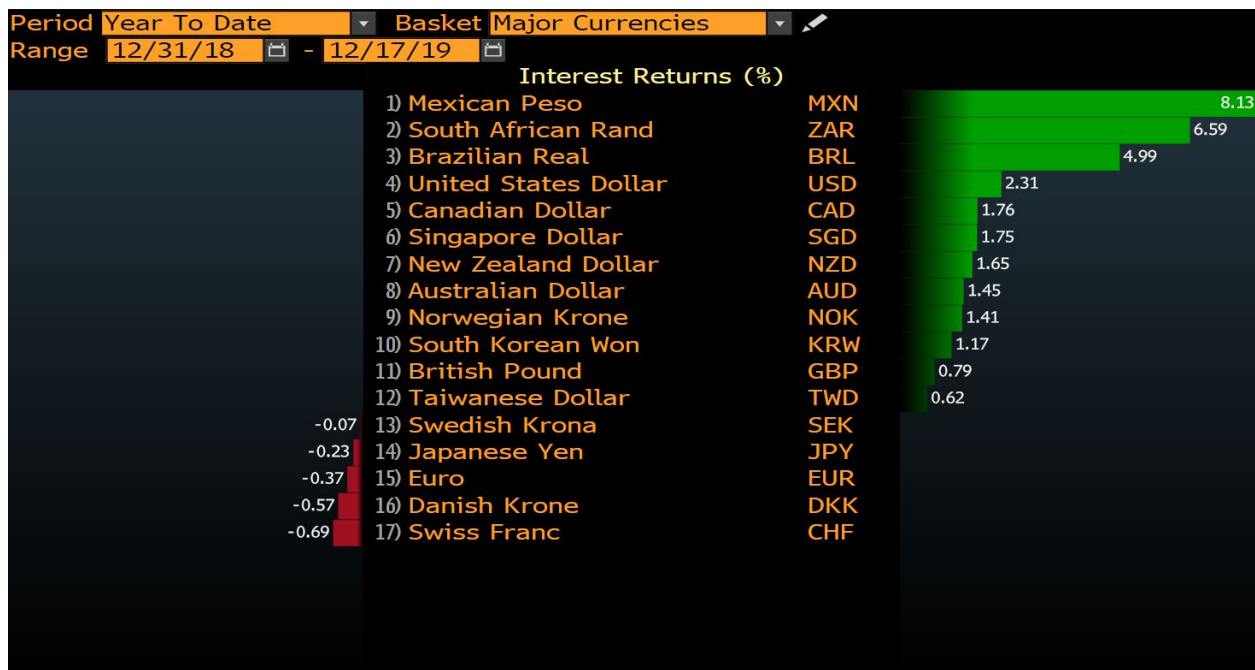 Period Year To Date Basket Major Currencies
Range 12/31/18 - 12/17/19
Interest Returns (%)
1) Mexican Peso MXN 8.13
2) South African Rand ZAR 6.59
3) Brazilian Real BRL 4.99
4) United States Dollar USD 2.31
5) Canadian Dollar CAD 1.76
6) Singapore Dollar SGD 1.75
7) New Zealand Dollar NZD 1.65
8) Australian Dollar AUD 1.45
9) Norwegian Krone NOK 1.41
10) South Korean Won KRW 1.17
11) British Pound GBP 0.79
12) Taiwanese Dollar TWD 0.62
-0.07 13) Swedish Krona SEK
-0.23 14) Japanese Yen JPY
-0.37 15) Euro EUR
-0.57 16) Danish Krone DKK
-0.69 17) Swiss Franc CHF